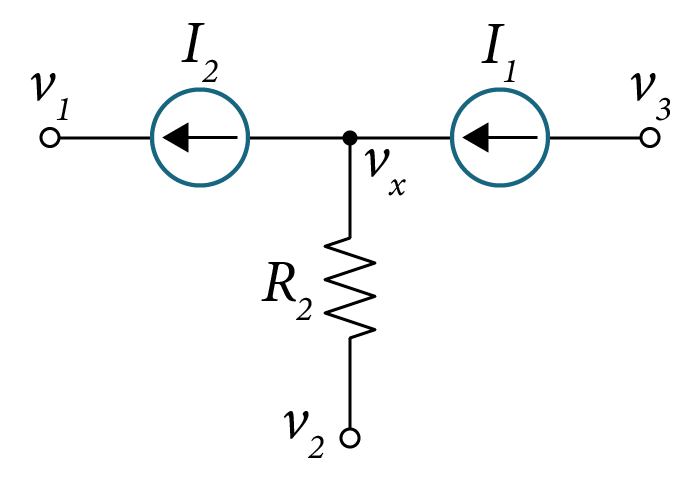 I₂
I₁
v₁
v₃
vₓ
R₂
v₂